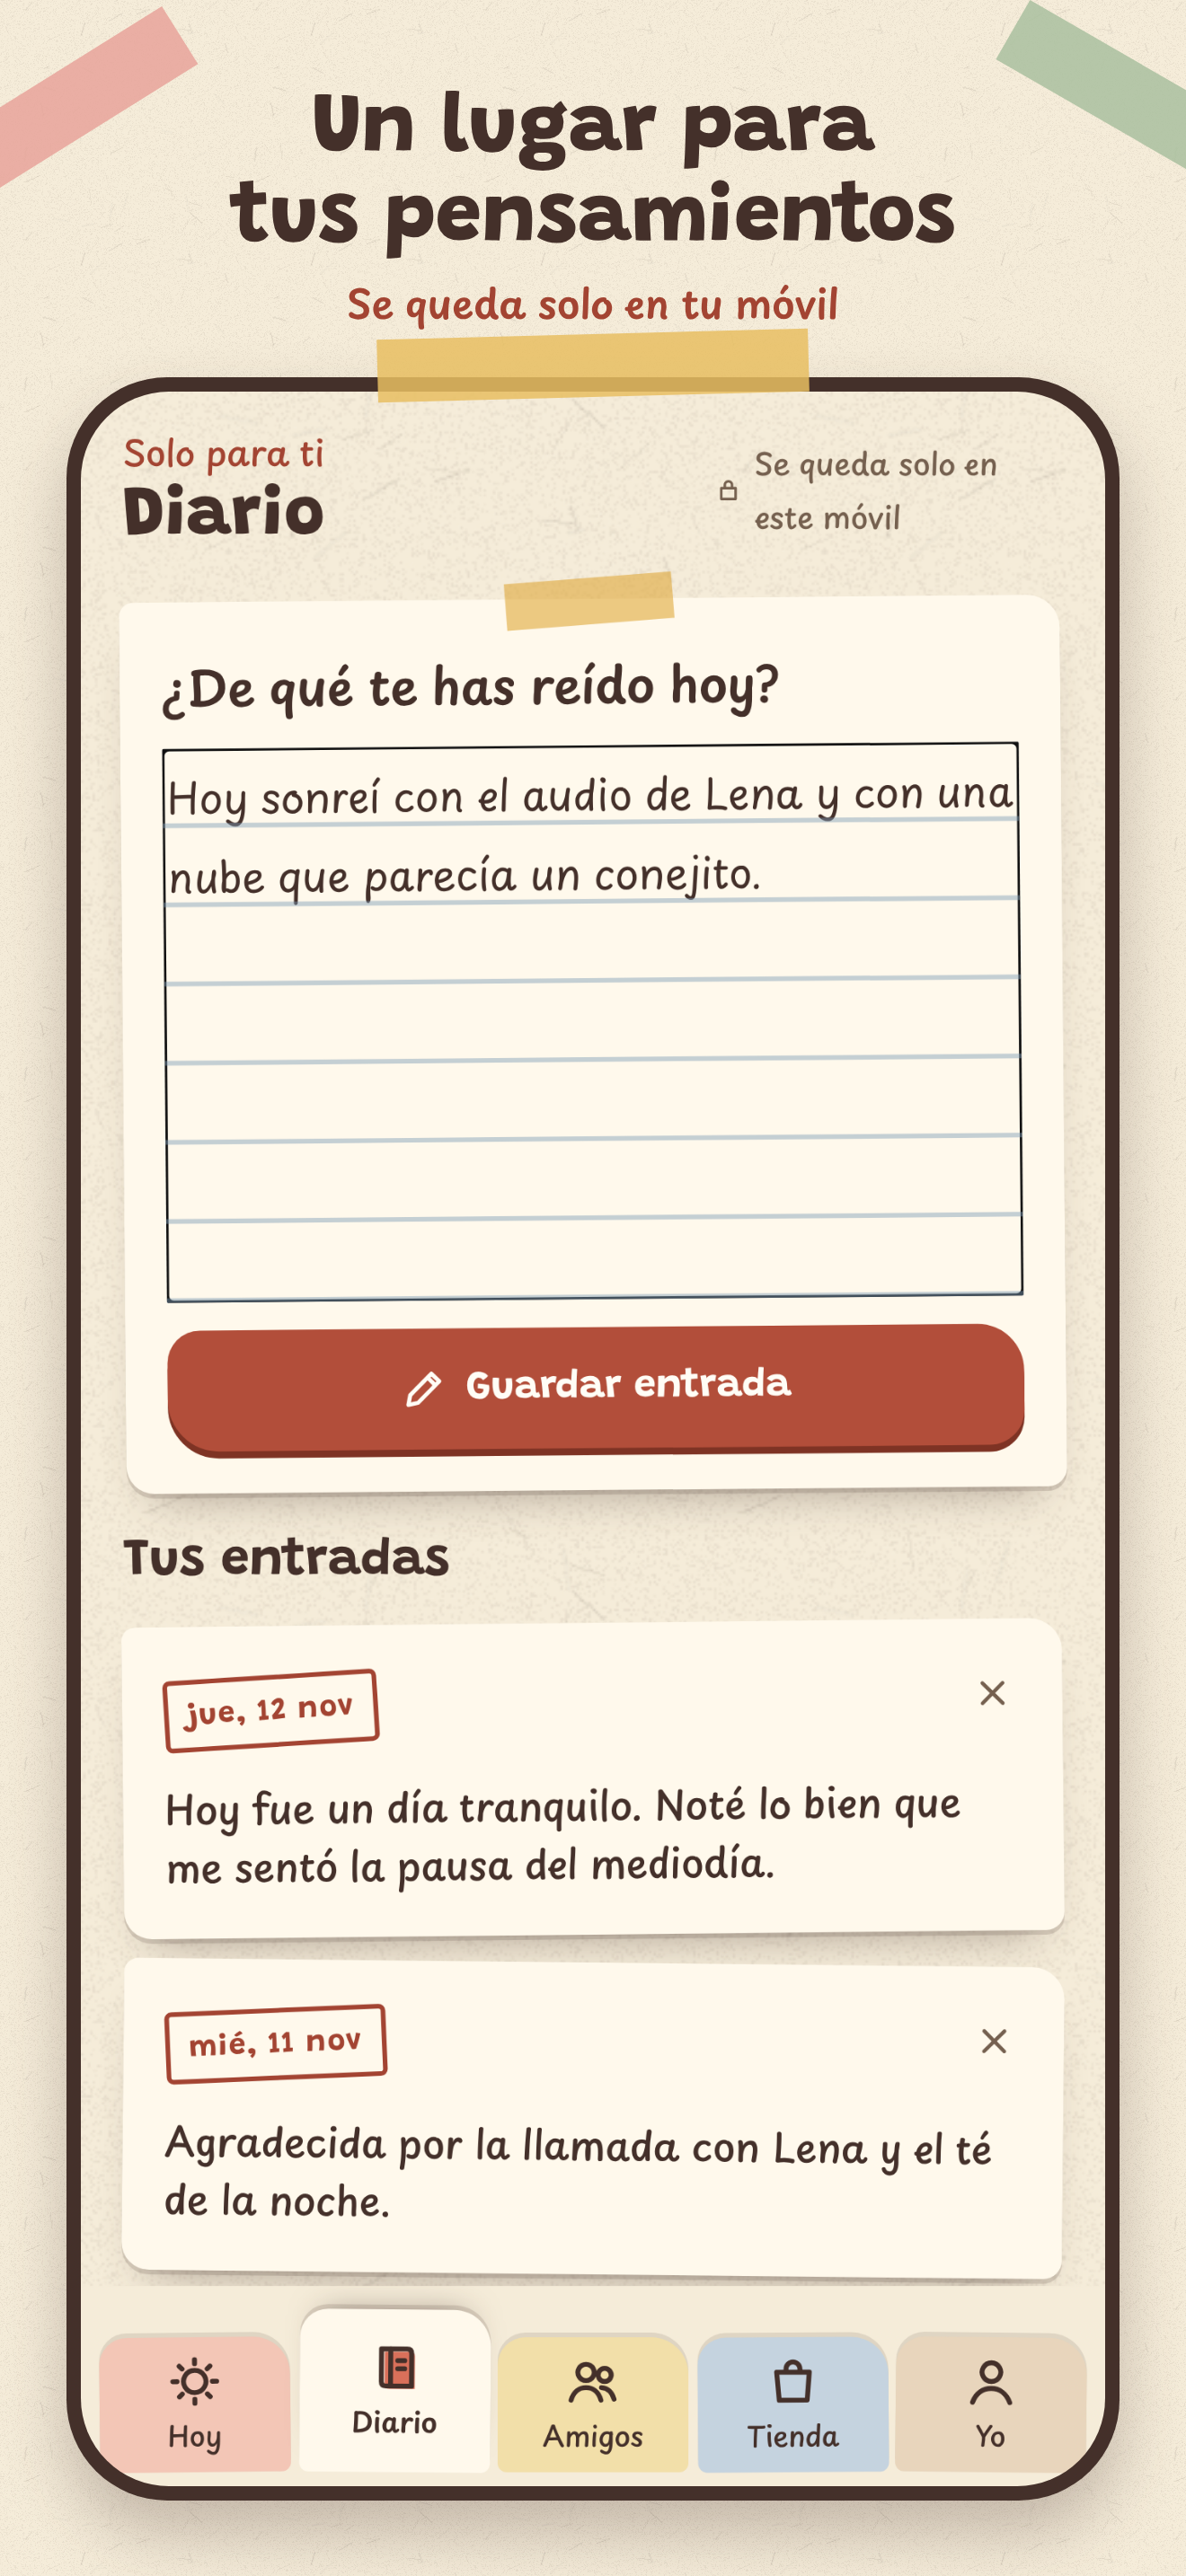 Un lugar para
tus pensamientos
Se queda solo en tu móvil
Solo para ti
Diario
Se queda solo en
este móvil
¿De qué te has reído hoy?
Hoy sonreí con el audio de Lena y con una
nube que parecía un conejito.
Guardar entrada
Tus entradas
jue, 12 nov
Hoy fue un día tranquilo. Noté lo bien que
me sentó la pausa del mediodía.
mié, 11 nov
Agradecida por la llamada con Lena y el té
de la noche.
Hoy
Diario
Amigos
Tienda
Yo